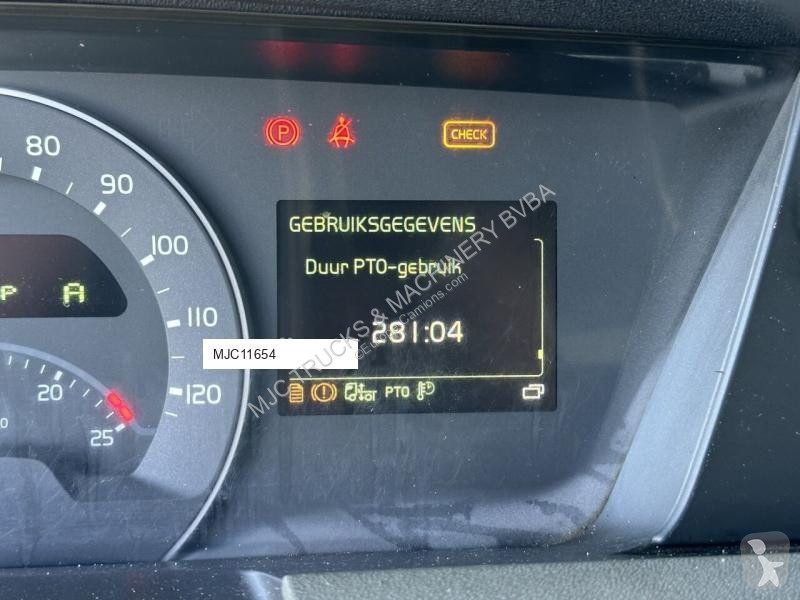 P
CHECK
80
90
100
110
120
P A
20
25
GEBRUIKSGEGEVENS
Duur PTO-gebruik
281:04
PTO
MJC11654
MJC TRUCKS & MACHINERY BVBA